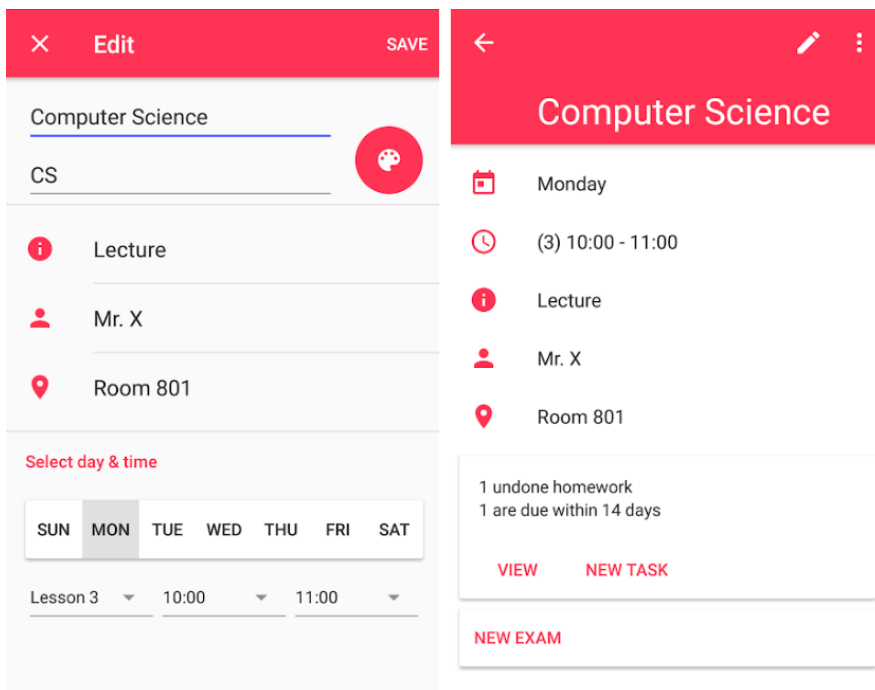 Edit SAVE
Computer Science
CS
Lecture
Mr. X
Room 801
Select day & time
SUN MON TUE WED THU FRI SAT
Lesson 3 10:00 11:00
Computer Science
Monday
(3) 10:00 - 11:00
Lecture
Mr. X
Room 801
1 undone homework
1 are due within 14 days
VIEW NEW TASK
NEW EXAM